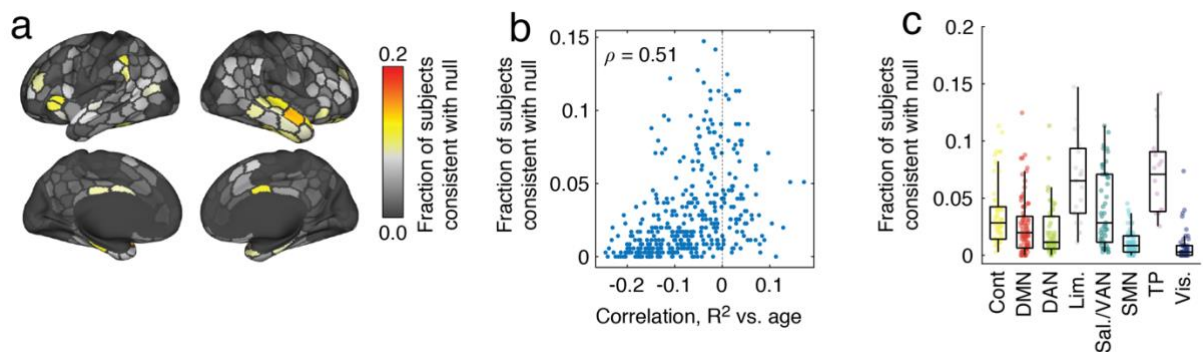 a
0.2
0.0
Fraction of subjects
consistent with null
b
0.15
0.1
0.05
0
ρ = 0.51
-0.2
-0.1
0
0.1
Correlation, R² vs. age
Fraction of subjects
consistent with null
c
0.2
0.15
0.1
0.05
0
Fraction of subjects
consistent with null
Cont
DMN
DAN
Lim.
Sal./VAN
SMN
TP
Vis.